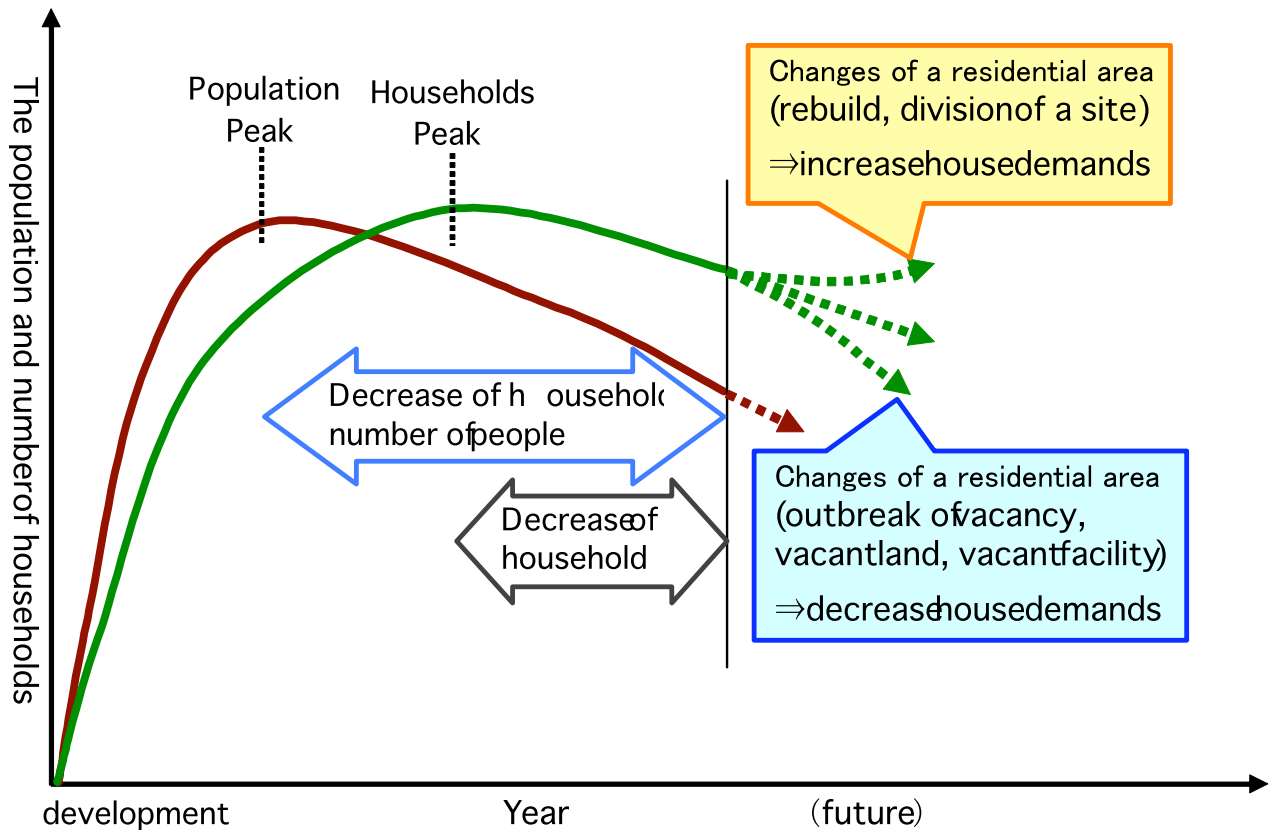 The population and numberof households
Population
Peak
Households
Peak
Changes of a residential area
(rebuild, divisionof a site)
⇒increasehousedemands
Decrease of h ousehold
number ofpeople
Decreaseof
household
Changes of a residential area
(outbreak ofvacancy,
vacantland, vacantfacility)
⇒decreasehousedemands
development
Year
(future)